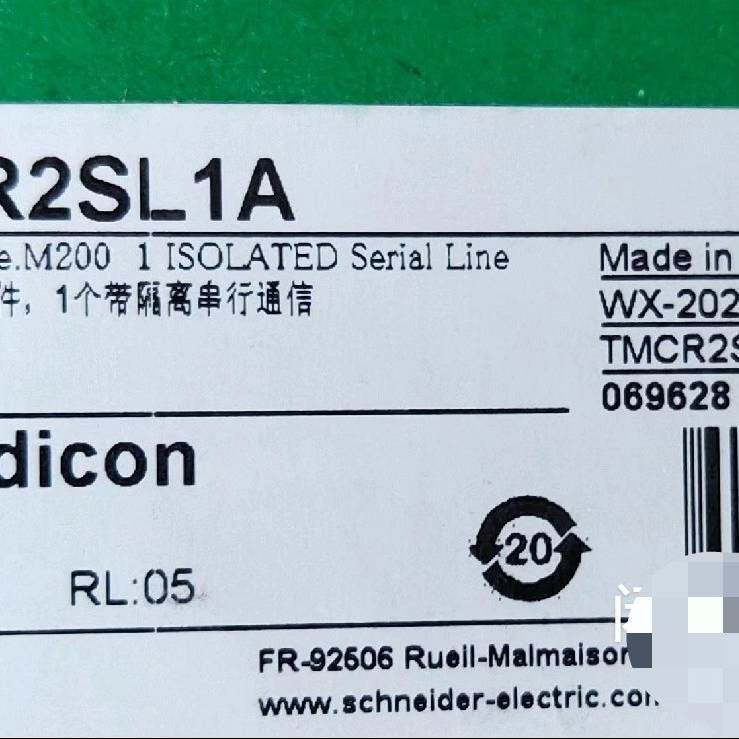 R2SL1A
e.M200 1 ISOLATED Serial Line
件，1个带隔离串行通信
Made in
WX-202
TMCR2S
069628
dicon
20
RL:05
FR-92506 Rueil-Malmaison
www.schneider-electric.com